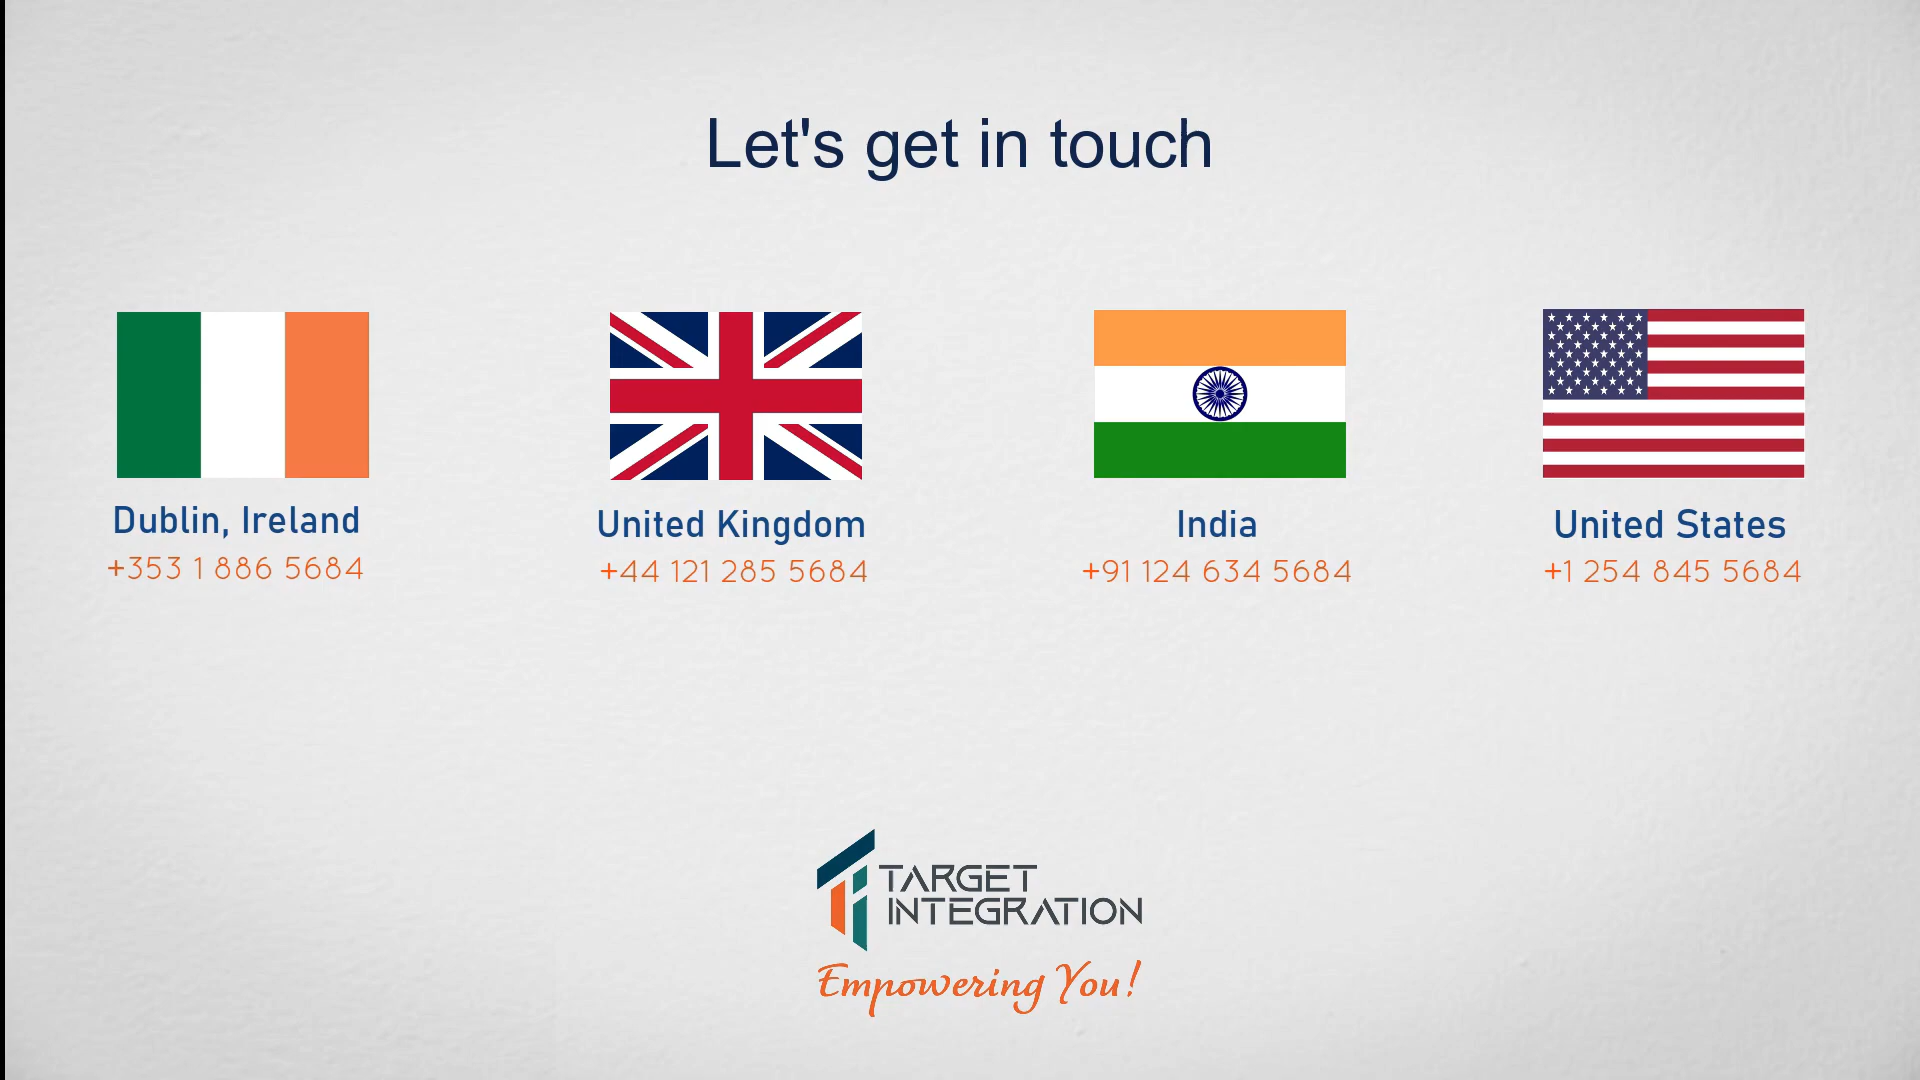 Let's get in touch
Dublin, Ireland
+353 1 886 5684
United Kingdom
+44 121 285 5684
India
+91 124 634 5684
United States
+1 254 845 5684
TARGET
INTEGRATION
Empowering You!